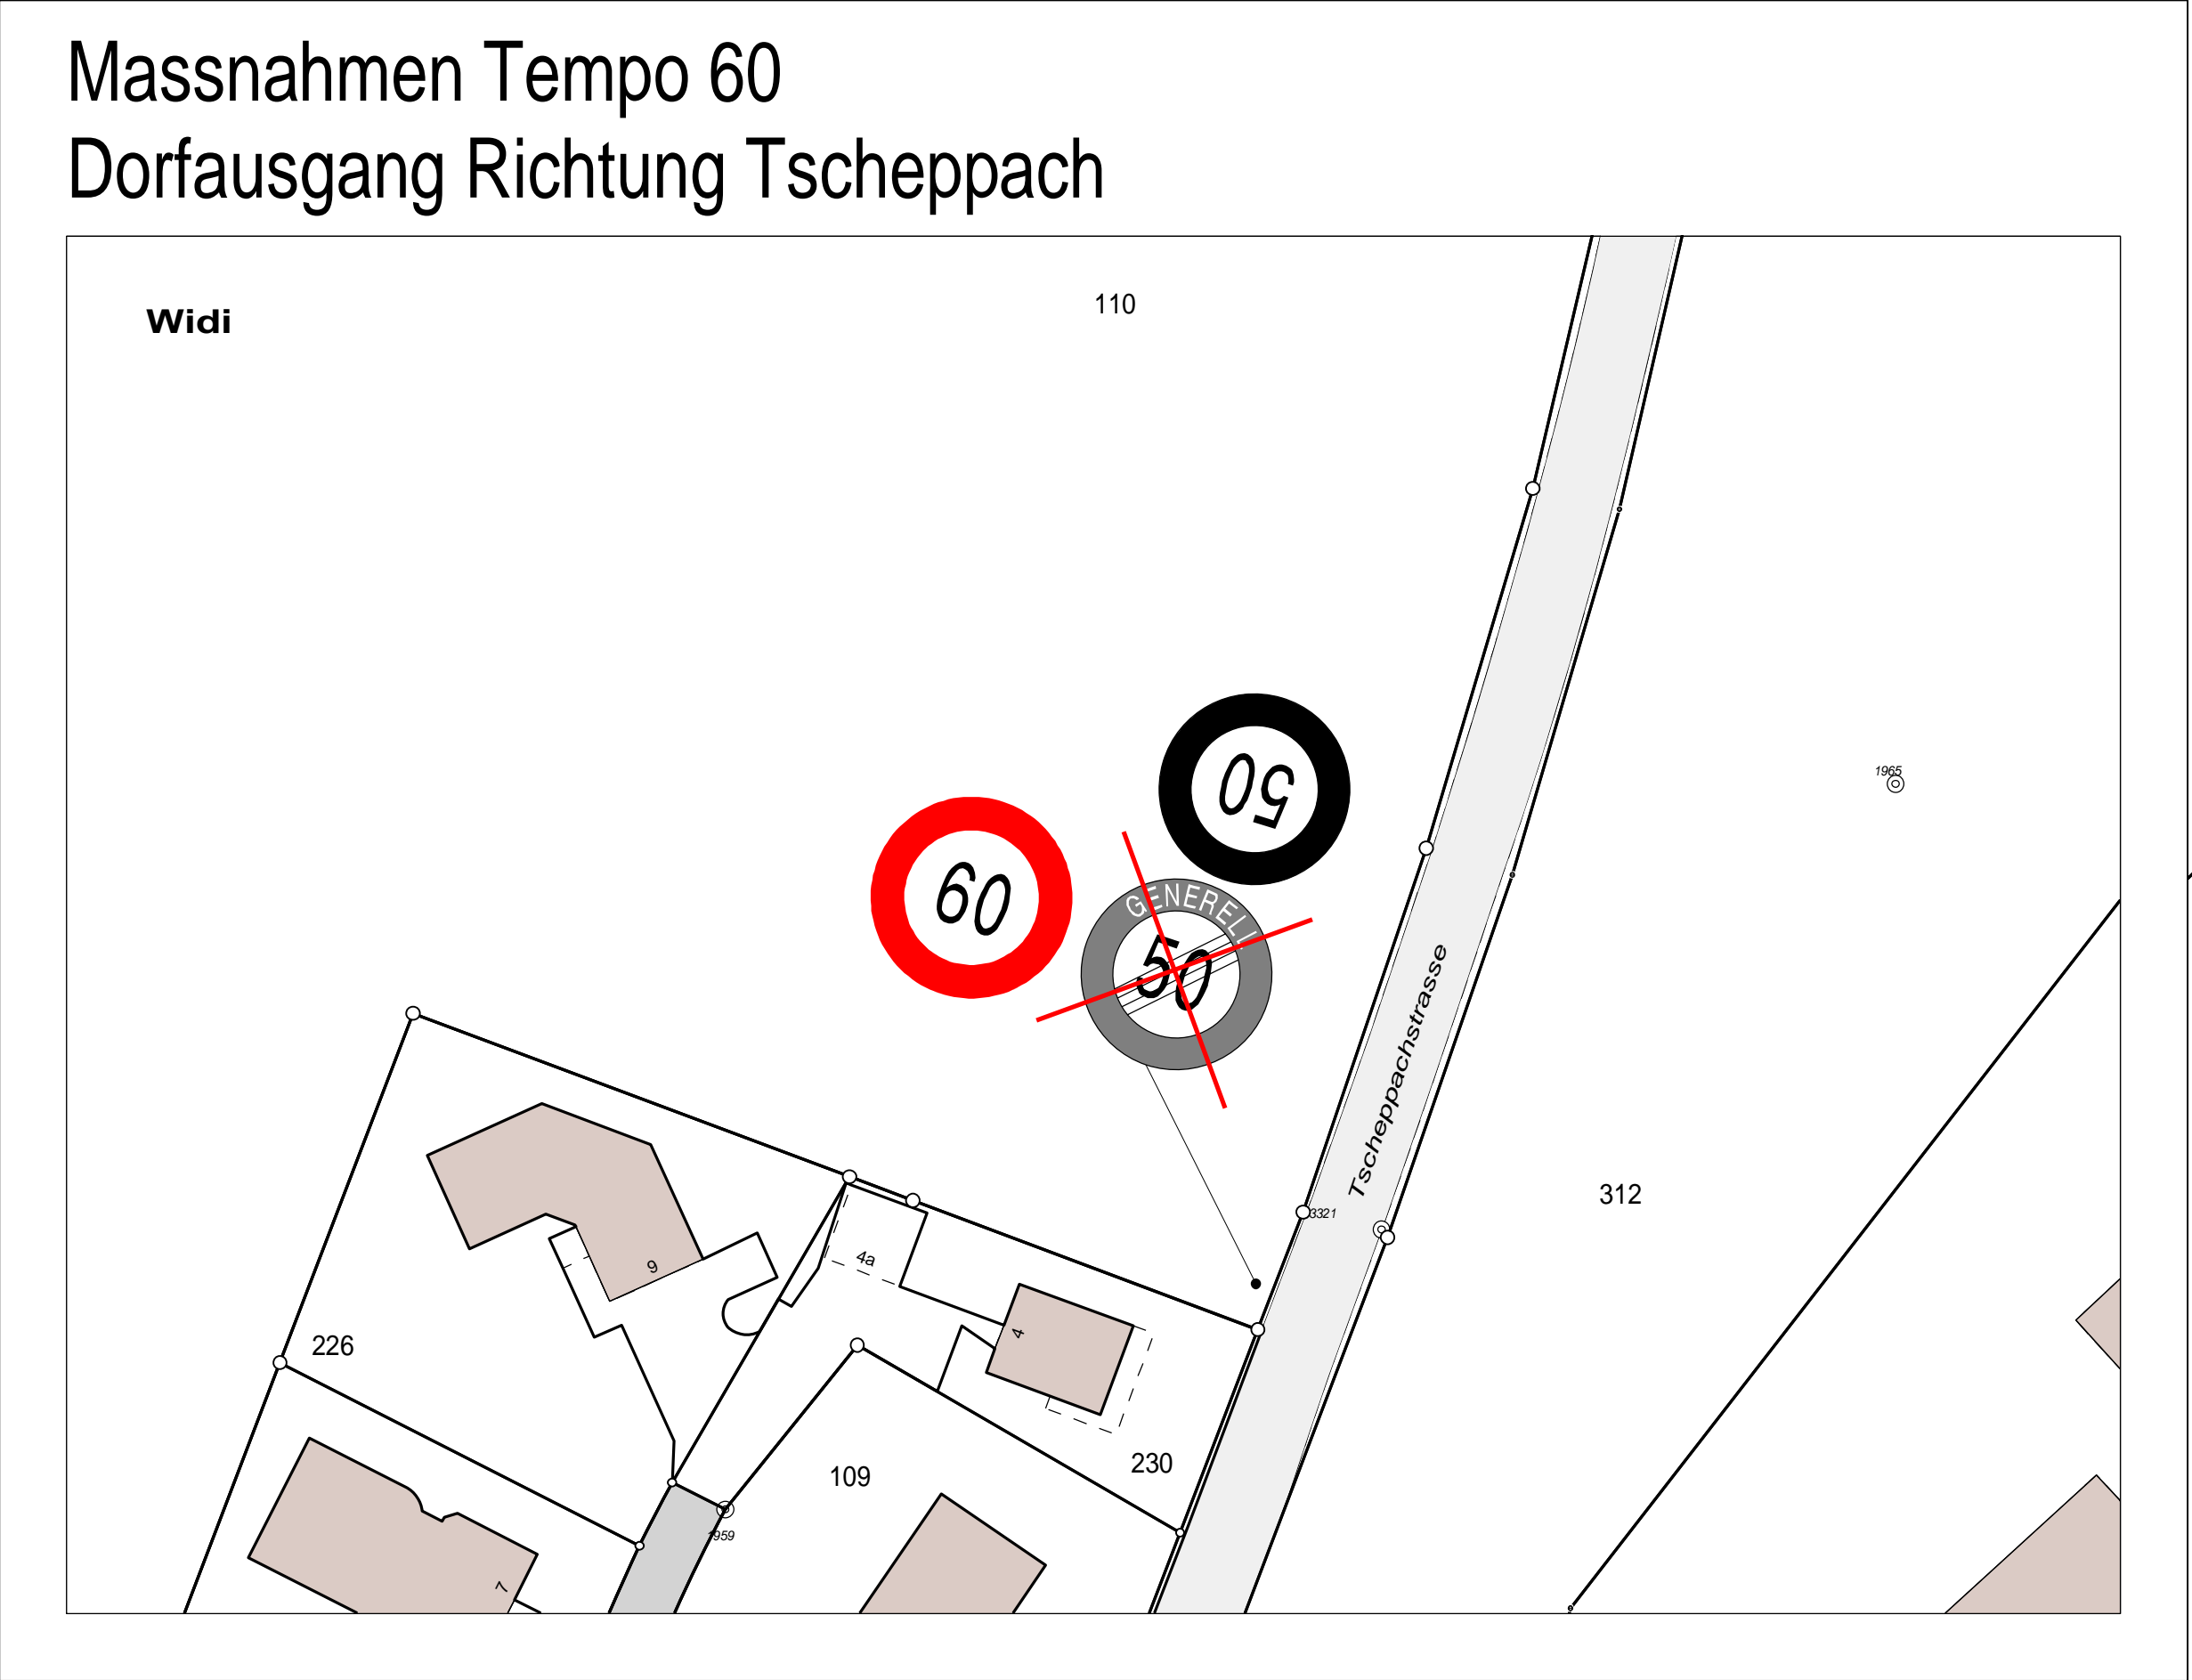 Massnahmen Tempo 60
Dorfausgang Richtung Tscheppach
110
Widi
1965
50
60
GENERELL
50
Tscheppachstrasse
312
3321
4a
9
4
226
230
109
1959
7